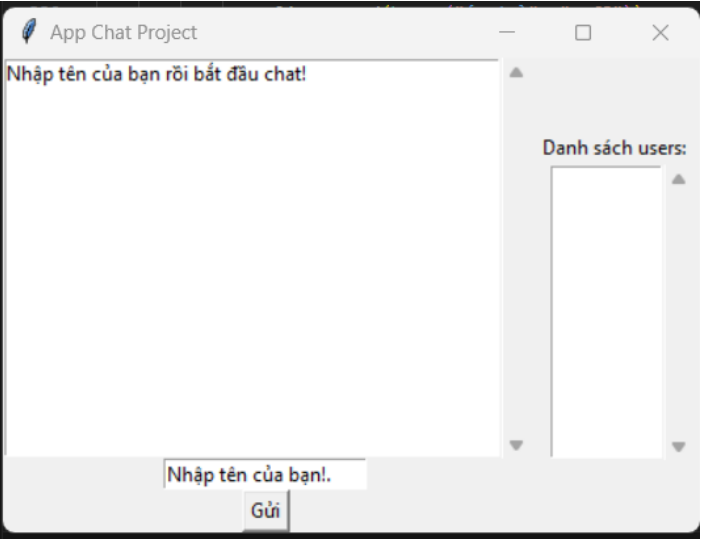 App Chat Project
Nhập tên của bạn rồi bắt đầu chat!
Danh sách users:
Nhập tên của bạn!.
Gửi